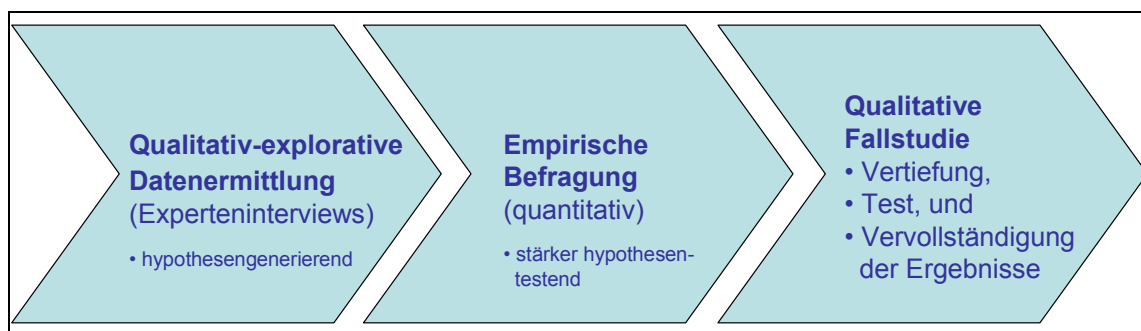 Qualitativ-explorative
Datenermittlung
(Experteninterviews)
• hypothesengenerierend
Empirische
Befragung
(quantitativ)
• stärker hypothesen-
testend
Qualitative
Fallstudie
• Vertiefung,
• Test, und
• Vervollständigung
der Ergebnisse